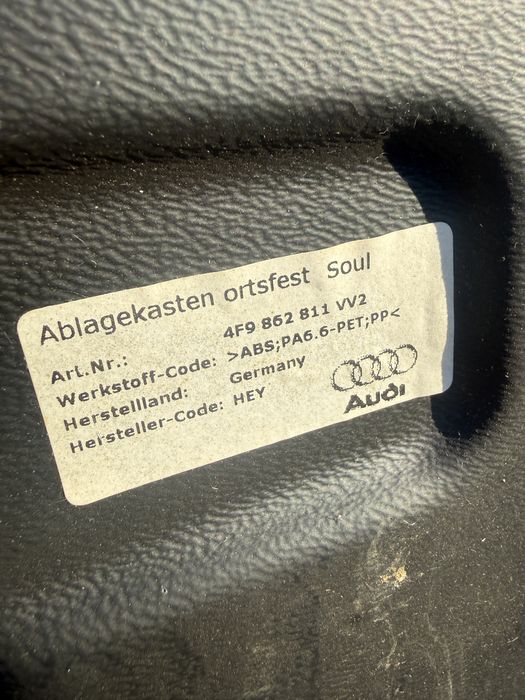 Ablagekasten ortsfest Soul
Art.Nr.: 4F9 862 811 VV2
Werkstoff-Code: >ABS;PA6.6-PET;PP<
Herstellland: Germany
Hersteller-Code: HEY
Audi